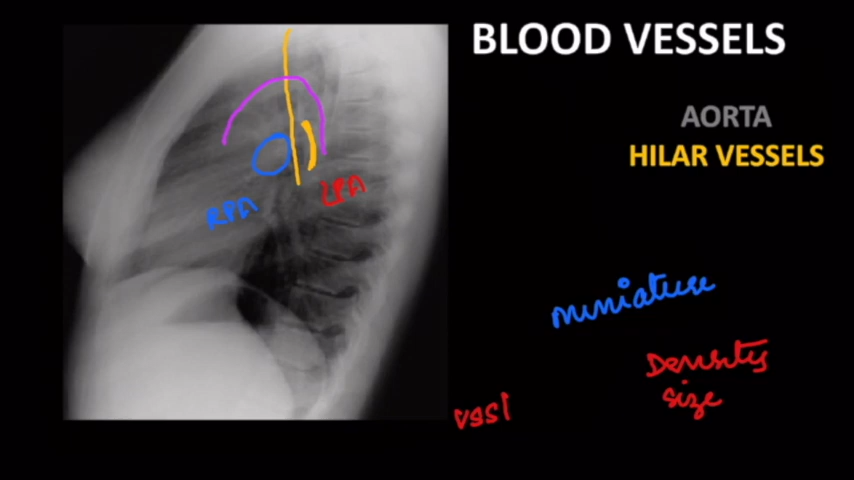 BLOOD VESSELS
AORTA
HILAR VESSELS
RPA
LPA
miniature
Density
size